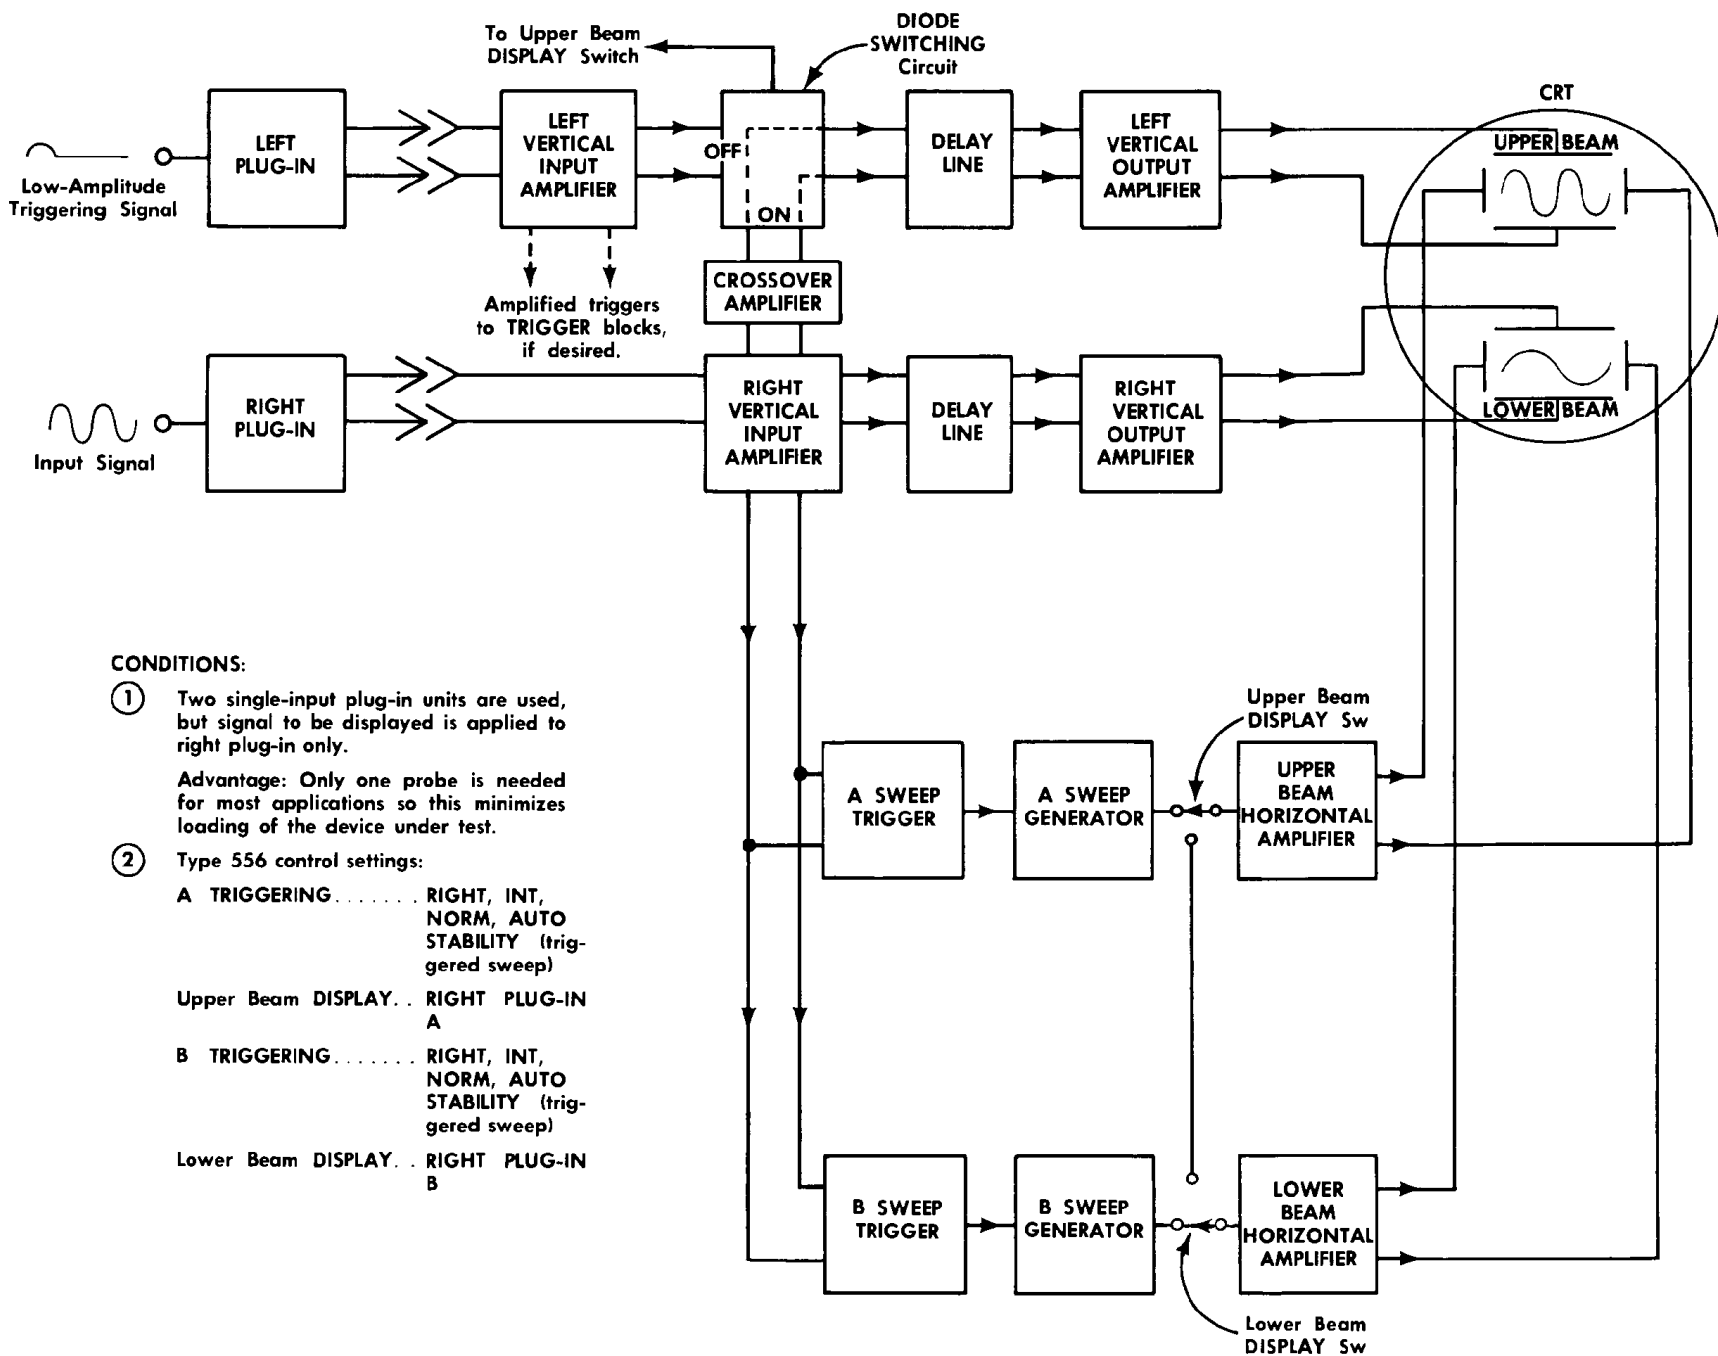 To Upper Beam
DISPLAY Switch
DIODE
SWITCHING
Circuit
CRT
LEFT
PLUG-IN
LEFT
VERTICAL
INPUT
AMPLIFIER
OFF
ON
DELAY
LINE
LEFT
VERTICAL
OUTPUT
AMPLIFIER
UPPER BEAM
Low-Amplitude
Triggering Signal
CROSSOVER
AMPLIFIER
Amplified triggers
to TRIGGER blocks,
if desired.
RIGHT
PLUG-IN
RIGHT
VERTICAL
INPUT
AMPLIFIER
DELAY
LINE
RIGHT
VERTICAL
OUTPUT
AMPLIFIER
LOWER BEAM
Input Signal
CONDITIONS:
1 Two single-input plug-in units are used,
but signal to be displayed is applied to
right plug-in only.
Advantage: Only one probe is needed
for most applications so this minimizes
loading of the device under test.
2 Type 556 control settings:
A TRIGGERING ....... RIGHT, INT,
NORM, AUTO
STABILITY (trig-
gered sweep)
Upper Beam DISPLAY.. RIGHT PLUG-IN
A
B TRIGGERING ....... RIGHT, INT,
NORM, AUTO
STABILITY (trig-
gered sweep)
Lower Beam DISPLAY.. RIGHT PLUG-IN
B
Upper Beam
DISPLAY Sw
A SWEEP
TRIGGER
A SWEEP
GENERATOR
UPPER
BEAM
HORIZONTAL
AMPLIFIER
B SWEEP
TRIGGER
B SWEEP
GENERATOR
LOWER
BEAM
HORIZONTAL
AMPLIFIER
Lower Beam
DISPLAY Sw